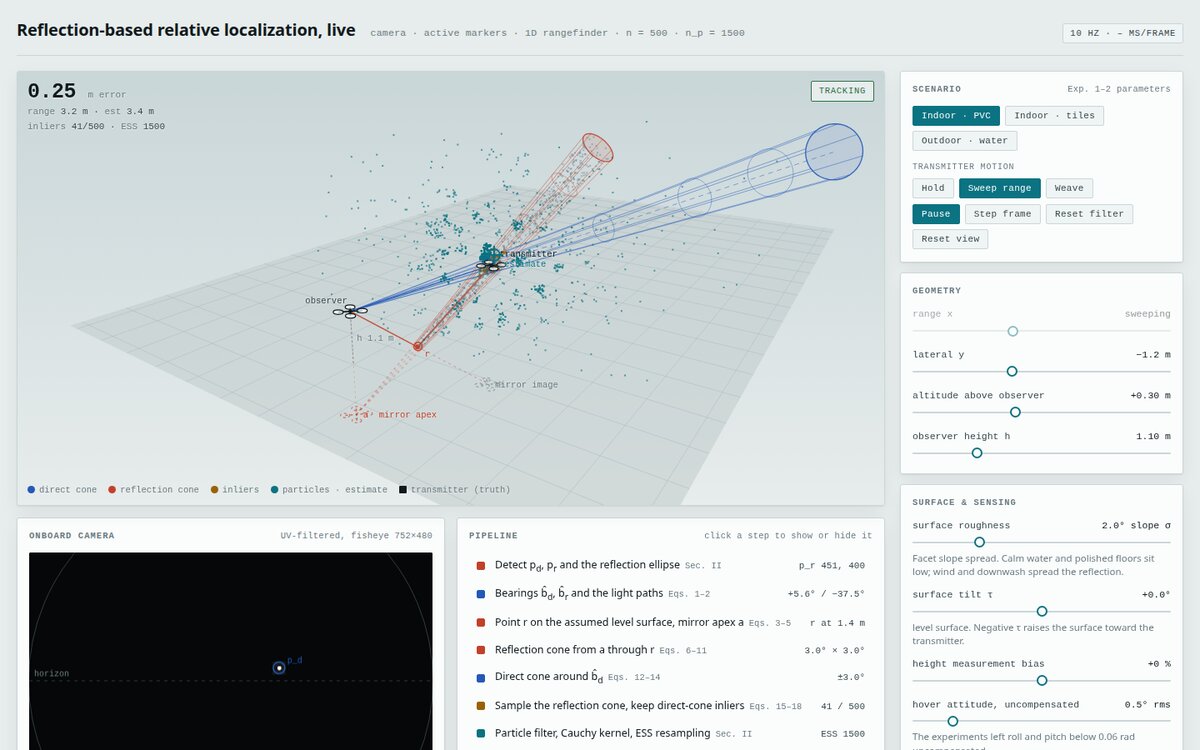 Reflection-based relative localization, live
camera · active markers · 1D rangefinder · n = 500 · n_p = 1500
10 HZ · – MS/FRAME
0.25 m error
range 3.2 m · est 3.4 m
inliers 41/500 · ESS 1500
TRACKING
transmitter
estimate
observer
h 1.1 m
r
mirror image
a′ mirror apex
direct cone
reflection cone
inliers
particles · estimate
transmitter (truth)
ONBOARD CAMERA
UV-filtered, fisheye 752×480
p_d
horizon
PIPELINE
click a step to show or hide it
Detect p_d, p_r and the reflection ellipse Sec. II p_r 451, 400
Bearings b̂_d, b̂_r and the light paths Eqs. 1–2 +5.6° / −37.5°
Point r on the assumed level surface, mirror apex a Eqs. 3–5 r at 1.4 m
Reflection cone from a through r Eqs. 6–11 3.0° × 3.0°
Direct cone around b̂_d Eqs. 12–14 ±3.0°
Sample the reflection cone, keep direct-cone inliers Eqs. 15–18 41 / 500
Particle filter, Cauchy kernel, ESS resampling Sec. II ESS 1500
SCENARIO
Exp. 1–2 parameters
Indoor · PVC
Indoor · tiles
Outdoor · water
TRANSMITTER MOTION
Hold
Sweep range
Weave
Pause
Step frame
Reset filter
Reset view
GEOMETRY
range x sweeping
lateral y −1.2 m
altitude above observer +0.30 m
observer height h 1.10 m
SURFACE & SENSING
surface roughness 2.0° slope σ
Facet slope spread. Calm water and polished floors sit
low; wind and downwash spread the reflection.
surface tilt τ +0.0°
level surface. Negative τ raises the surface toward the
transmitter.
height measurement bias +0 %
hover attitude, uncompensated 0.5° rms
The experiments left roll and pitch below 0.06 rad
uncompensated.